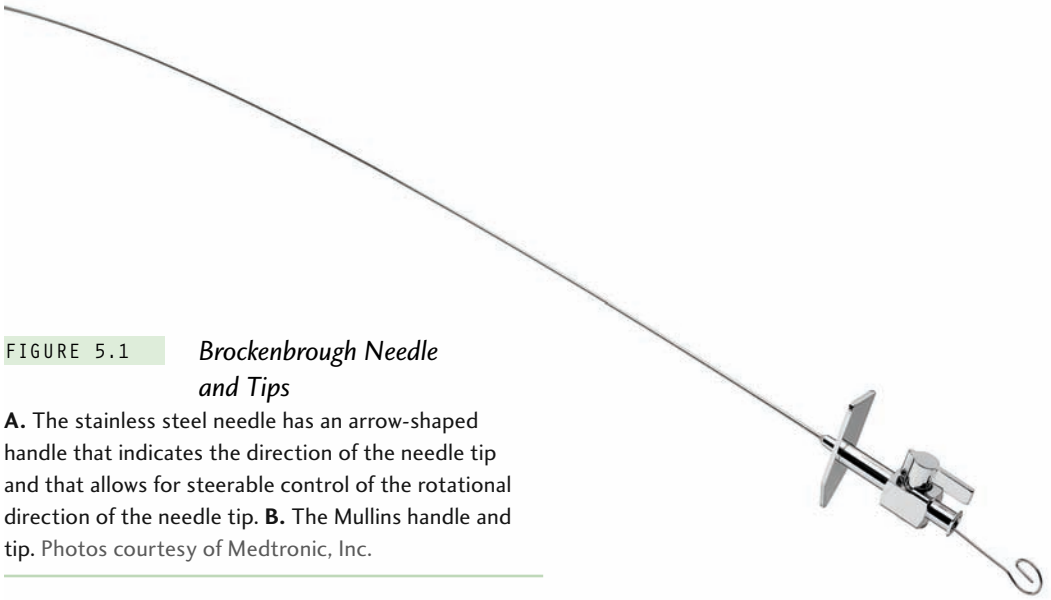 FIGURE 5.1
Brockenbrough Needle
and Tips
A. The stainless steel needle has an arrow-shaped
handle that indicates the direction of the needle tip
and that allows for steerable control of the rotational
direction of the needle tip. B. The Mullins handle and
tip. Photos courtesy of Medtronic, Inc.